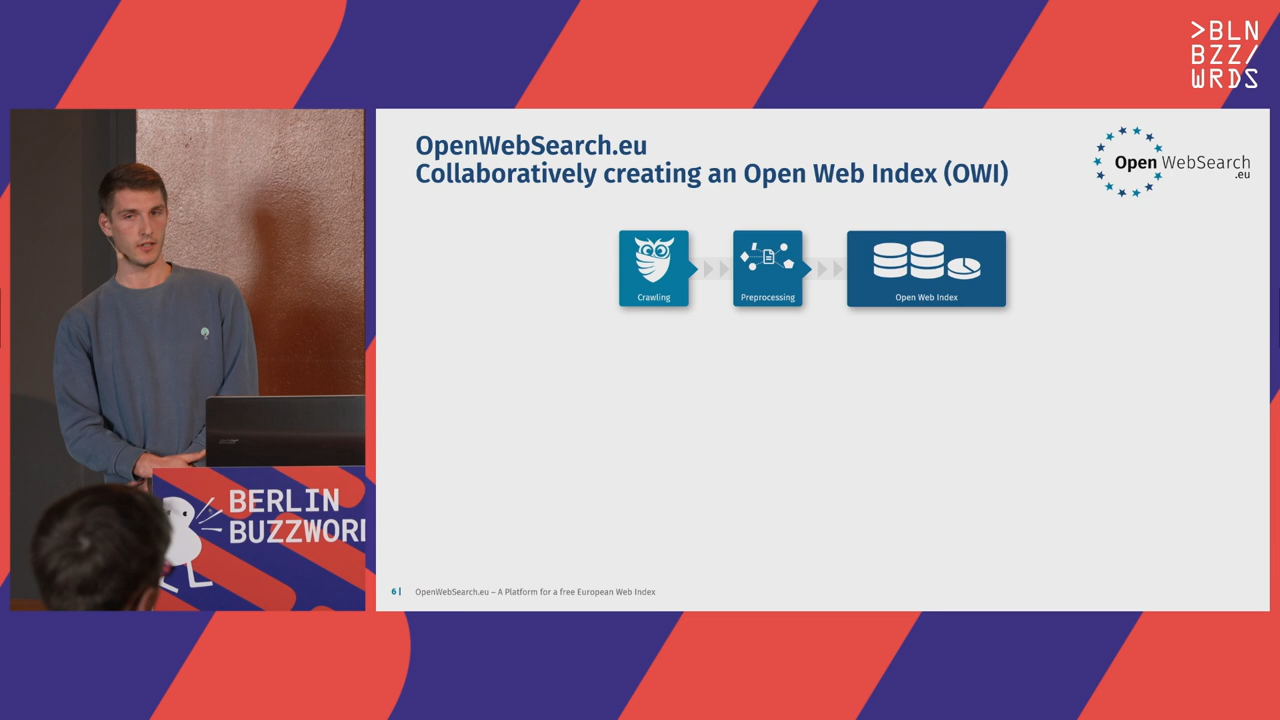 >BLN
BZZ/
WRDS
OpenWebSearch.eu
Collaboratively creating an Open Web Index (OWI)
Open WebSearch
.eu
Crawling
Preprocessing
Open Web Index
BERLIN
BUZZWOR
6 |
OpenWebSearch.eu – A Platform for a free European Web Index